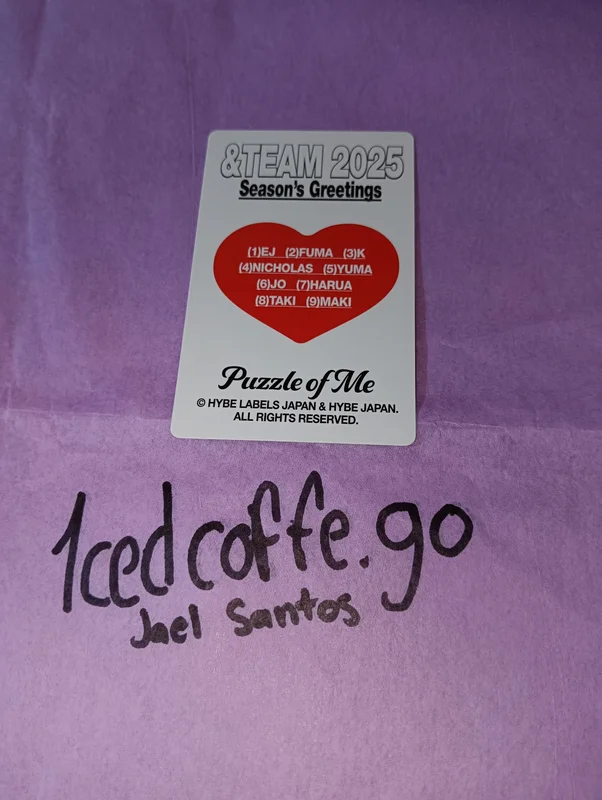 &TEAM 2025
Season's Greetings
(1)EJ (2)FUMA (3)K
(4)NICHOLAS (5)YUMA
(6)JO (7)HARUA
(8)TAKI (9)MAKI
Puzzle of Me
© HYBE LABELS JAPAN & HYBE JAPAN.
ALL RIGHTS RESERVED.
1cedcoffe.go
Jael Santos